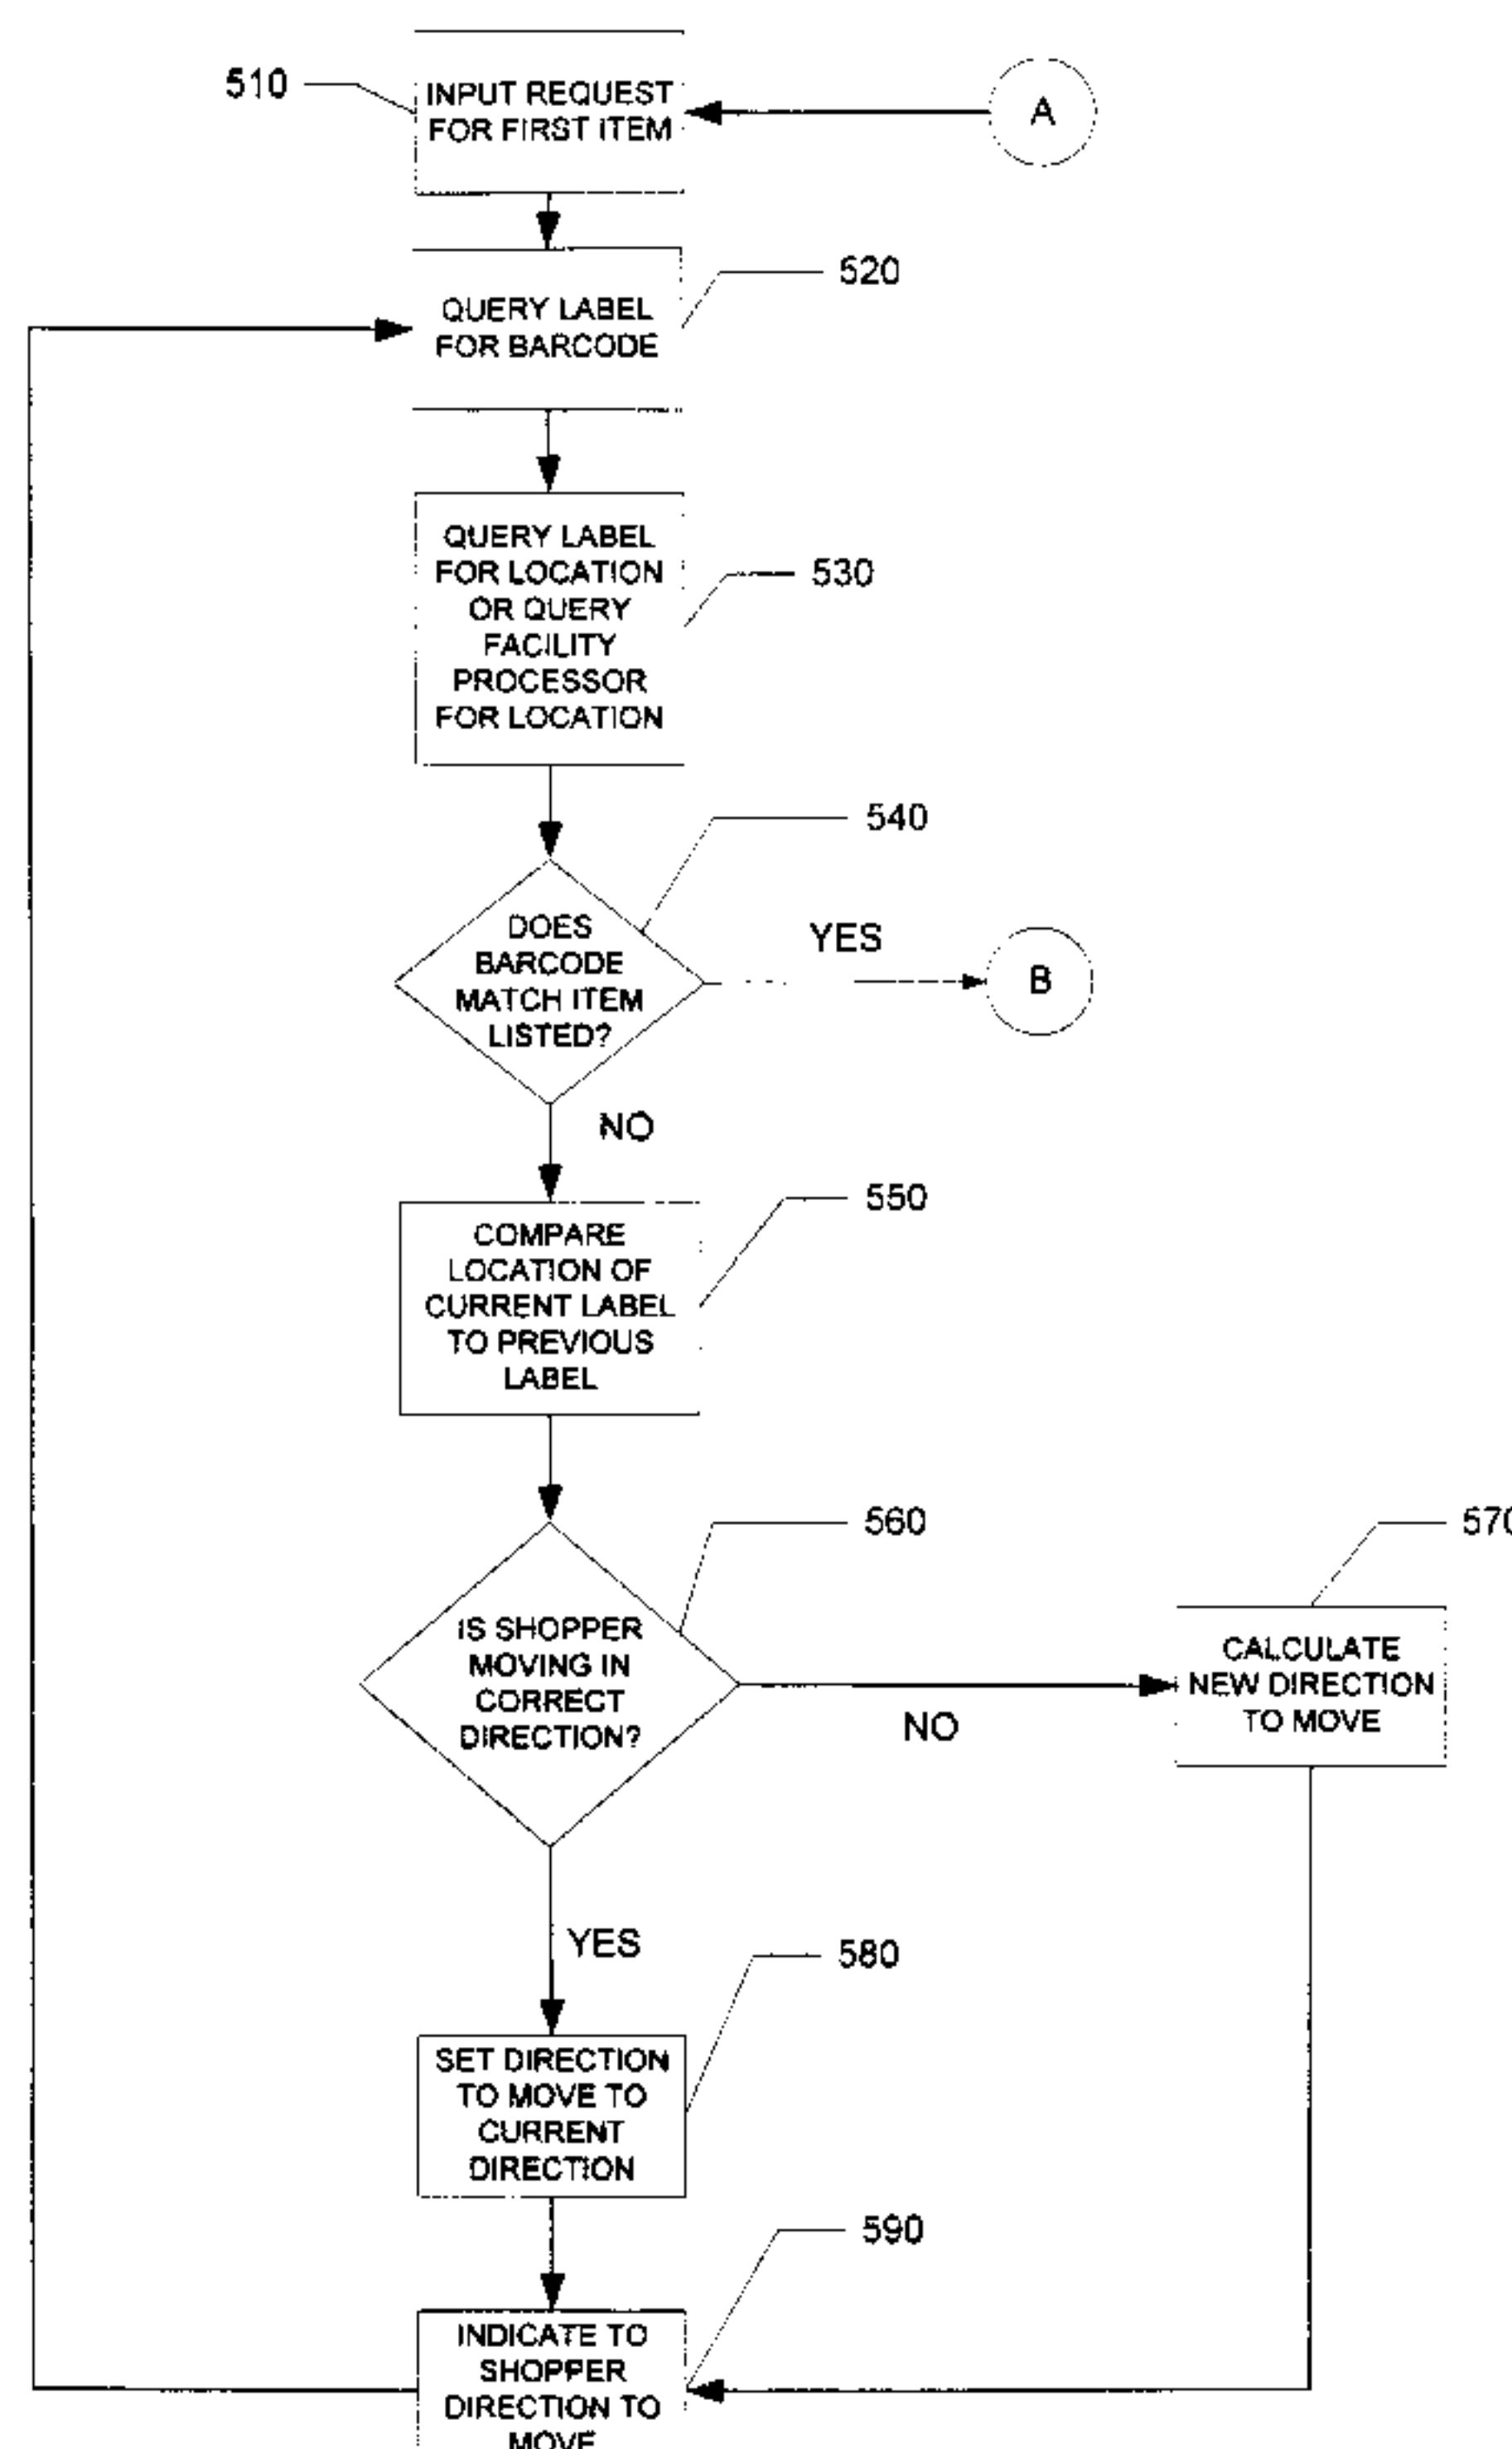 510
INPUT REQUEST
FOR FIRST ITEM
A
520
QUERY LABEL
FOR BARCODE
QUERY LABEL
FOR LOCATION
OR QUERY
FACILITY
PROCESSOR
FOR LOCATION
530
540
DOES
BARCODE
MATCH ITEM
LISTED?
YES
B
NO
550
COMPARE
LOCATION OF
CURRENT LABEL
TO PREVIOUS
LABEL
560
570
IS SHOPPER
MOVING IN
CORRECT
DIRECTION?
NO
CALCULATE
NEW DIRECTION
TO MOVE
YES
580
SET DIRECTION
TO MOVE TO
CURRENT
DIRECTION
590
INDICATE TO
SHOPPER
DIRECTION TO
MOVE